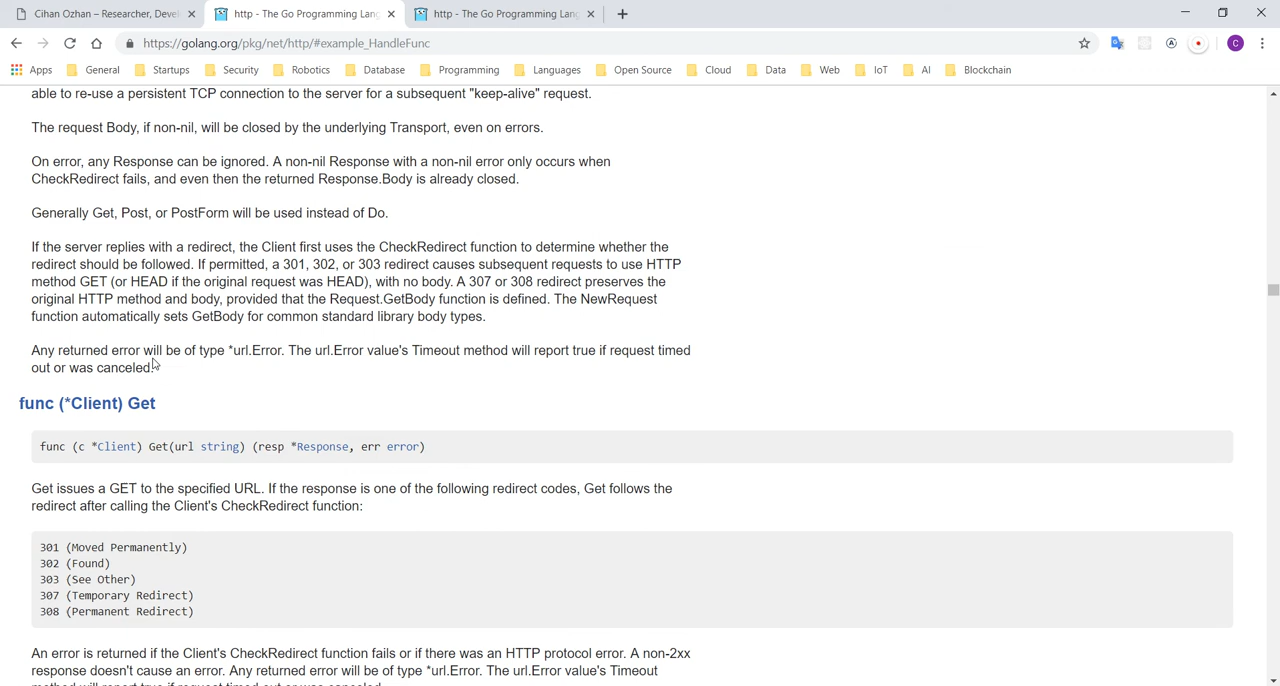 Cihan Ozhan – Researcher, Deve
http - The Go Programming Lang
http - The Go Programming Lang
https://golang.org/pkg/net/http/#example_HandleFunc
C
Apps General Startups Security Robotics Database Programming Languages Open Source Cloud Data Web IoT AI Blockchain
able to re-use a persistent TCP connection to the server for a subsequent "keep-alive" request.
The request Body, if non-nil, will be closed by the underlying Transport, even on errors.
On error, any Response can be ignored. A non-nil Response with a non-nil error only occurs when
CheckRedirect fails, and even then the returned Response.Body is already closed.
Generally Get, Post, or PostForm will be used instead of Do.
If the server replies with a redirect, the Client first uses the CheckRedirect function to determine whether the
redirect should be followed. If permitted, a 301, 302, or 303 redirect causes subsequent requests to use HTTP
method GET (or HEAD if the original request was HEAD), with no body. A 307 or 308 redirect preserves the
original HTTP method and body, provided that the Request.GetBody function is defined. The NewRequest
function automatically sets GetBody for common standard library body types.
Any returned error will be of type *url.Error. The url.Error value's Timeout method will report true if request timed
out or was canceled.
func (*Client) Get
func (c *Client) Get(url string) (resp *Response, err error)
Get issues a GET to the specified URL. If the response is one of the following redirect codes, Get follows the
redirect after calling the Client's CheckRedirect function:
301 (Moved Permanently)
302 (Found)
303 (See Other)
307 (Temporary Redirect)
308 (Permanent Redirect)
An error is returned if the Client's CheckRedirect function fails or if there was an HTTP protocol error. A non-2xx
response doesn't cause an error. Any returned error will be of type *url.Error. The url.Error value's Timeout
method will report true if request timed out or was canceled.